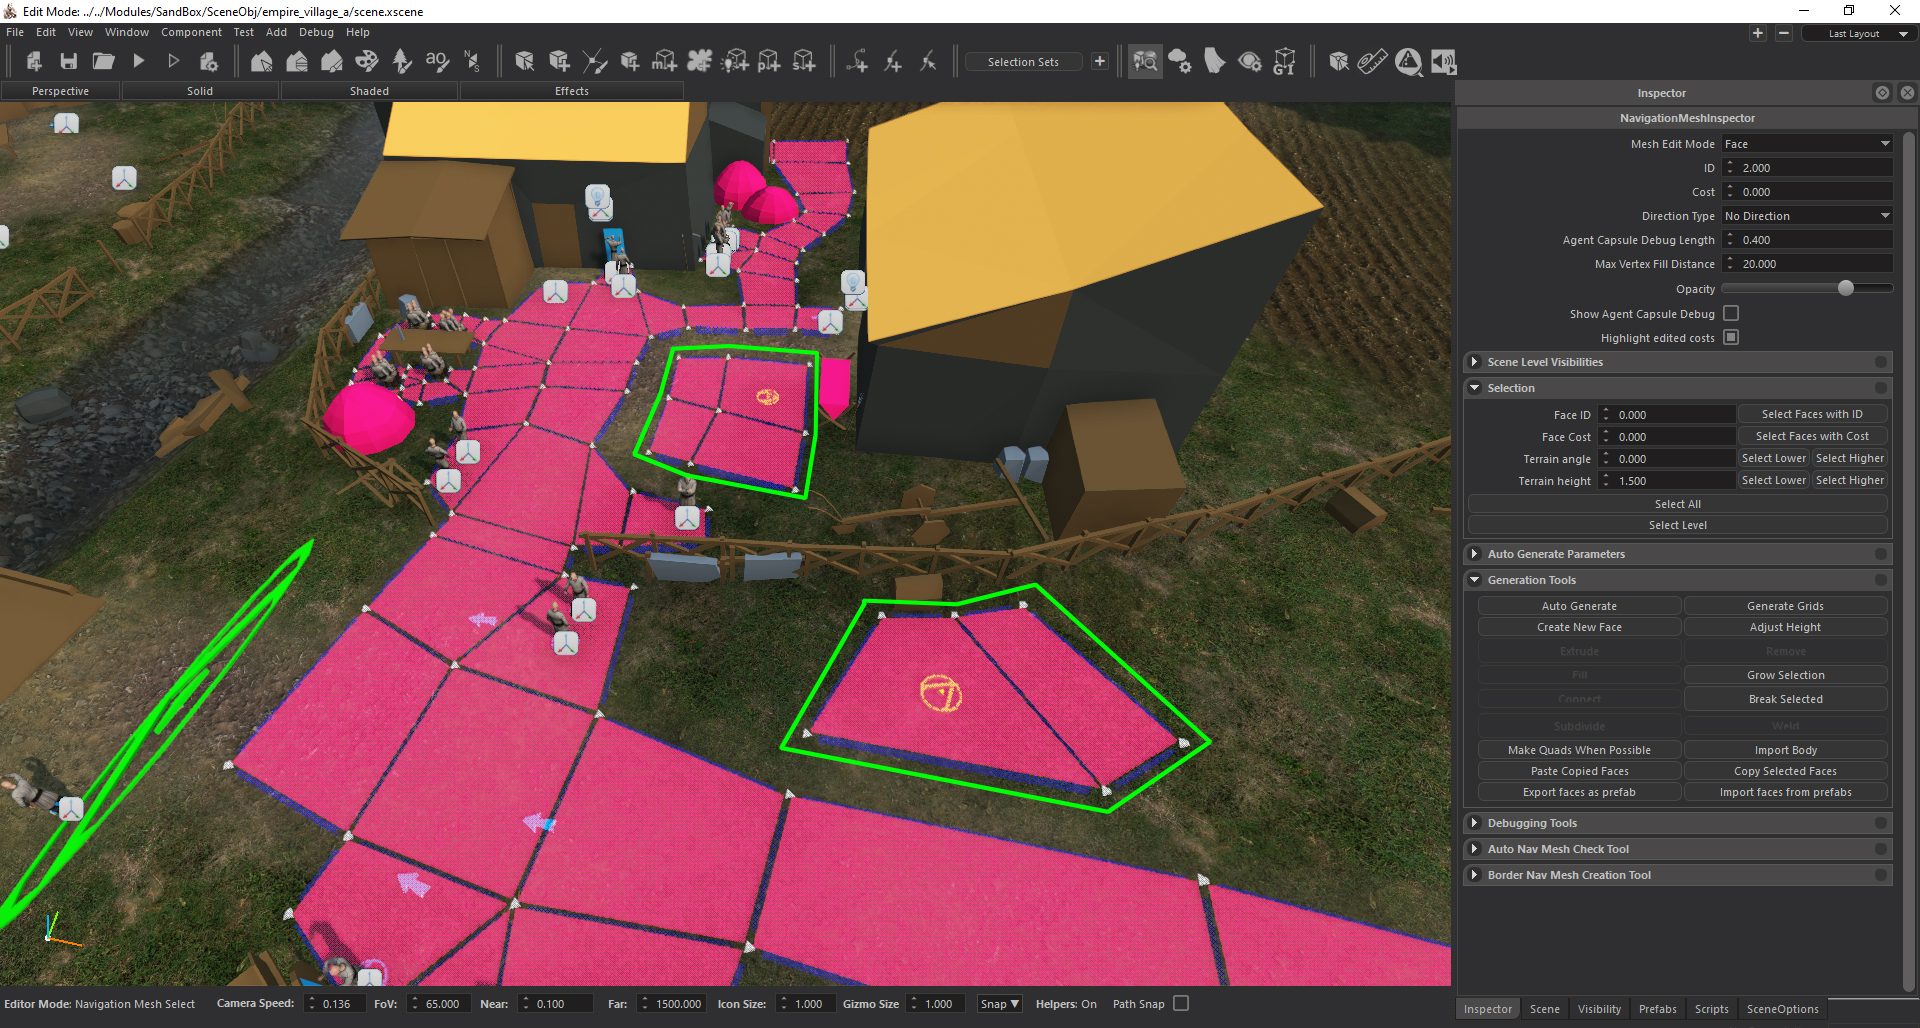 Edit Mode: ../../Modules/SandBox/SceneObj/empire_village_a/scene.xscene
File Edit View Window Component Test Add Debug Help
Last Layout
ao
N
S
m
p
s
GI
Selection Sets
Perspective Solid Shaded Effects
Inspector
NavigationMeshInspector
Mesh Edit Mode Face
ID 2.000
Cost 0.000
Direction Type No Direction
Agent Capsule Debug Length 0.400
Max Vertex Fill Distance 20.000
Opacity
Show Agent Capsule Debug
Highlight edited costs
Scene Level Visibilities
Selection
Face ID 0.000 Select Faces with ID
Face Cost 0.000 Select Faces with Cost
Terrain angle 0.000 Select Lower Select Higher
Terrain height 1.500 Select Lower Select Higher
Select All
Select Level
Auto Generate Parameters
Generation Tools
Auto Generate Generate Grids
Create New Face Adjust Height
Extrude Remove
Fill Grow Selection
Connect Break Selected
Subdivide Weld
Make Quads When Possible Import Body
Paste Copied Faces Copy Selected Faces
Export faces as prefab Import faces from prefabs
Debugging Tools
Auto Nav Mesh Check Tool
Border Nav Mesh Creation Tool
Editor Mode: Navigation Mesh Select Camera Speed: 0.136 FoV: 65.000 Near: 0.100 Far: 1500.000 Icon Size: 1.000 Gizmo Size 1.000 Snap Helpers: On Path Snap
Inspector Scene Visibility Prefabs Scripts SceneOptions